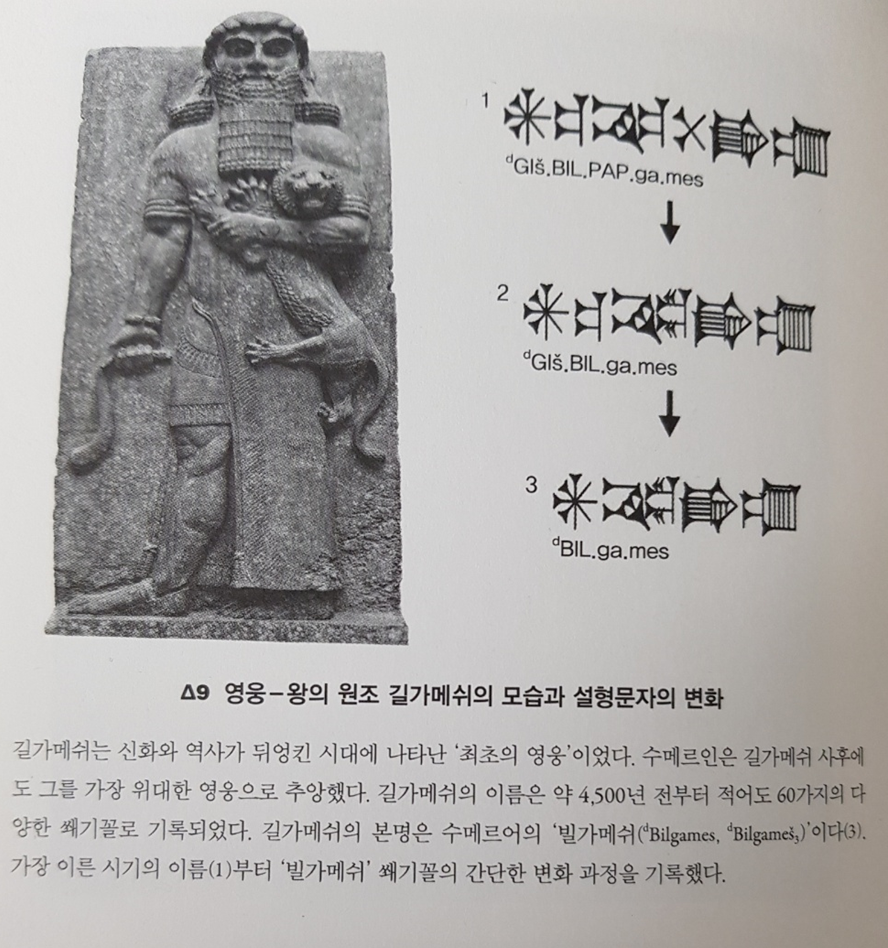 1
ᵈGIš.BIL.PAP.ga.mes
2
ᵈGIš.BIL.ga.mes
3
ᵈBIL.ga.mes
Δ9 영웅–왕의 원조 길가메쉬의 모습과 설형문자의 변화
길가메쉬는 신화와 역사가 뒤엉킨 시대에 나타난 ‘최초의 영웅’이었다. 수메르인은 길가메쉬 사후에
도 그를 가장 위대한 영웅으로 추앙했다. 길가메쉬의 이름은 약 4,500년 전부터 적어도 60가지의 다
양한 쐐기꼴로 기록되었다. 길가메쉬의 본명은 수메르어의 ‘빌가메쉬(ᵈBilgames, ᵈBilgameš₃)’이다(3).
가장 이른 시기의 이름(1)부터 ‘빌가메쉬’ 쐐기꼴의 간단한 변화 과정을 기록했다.